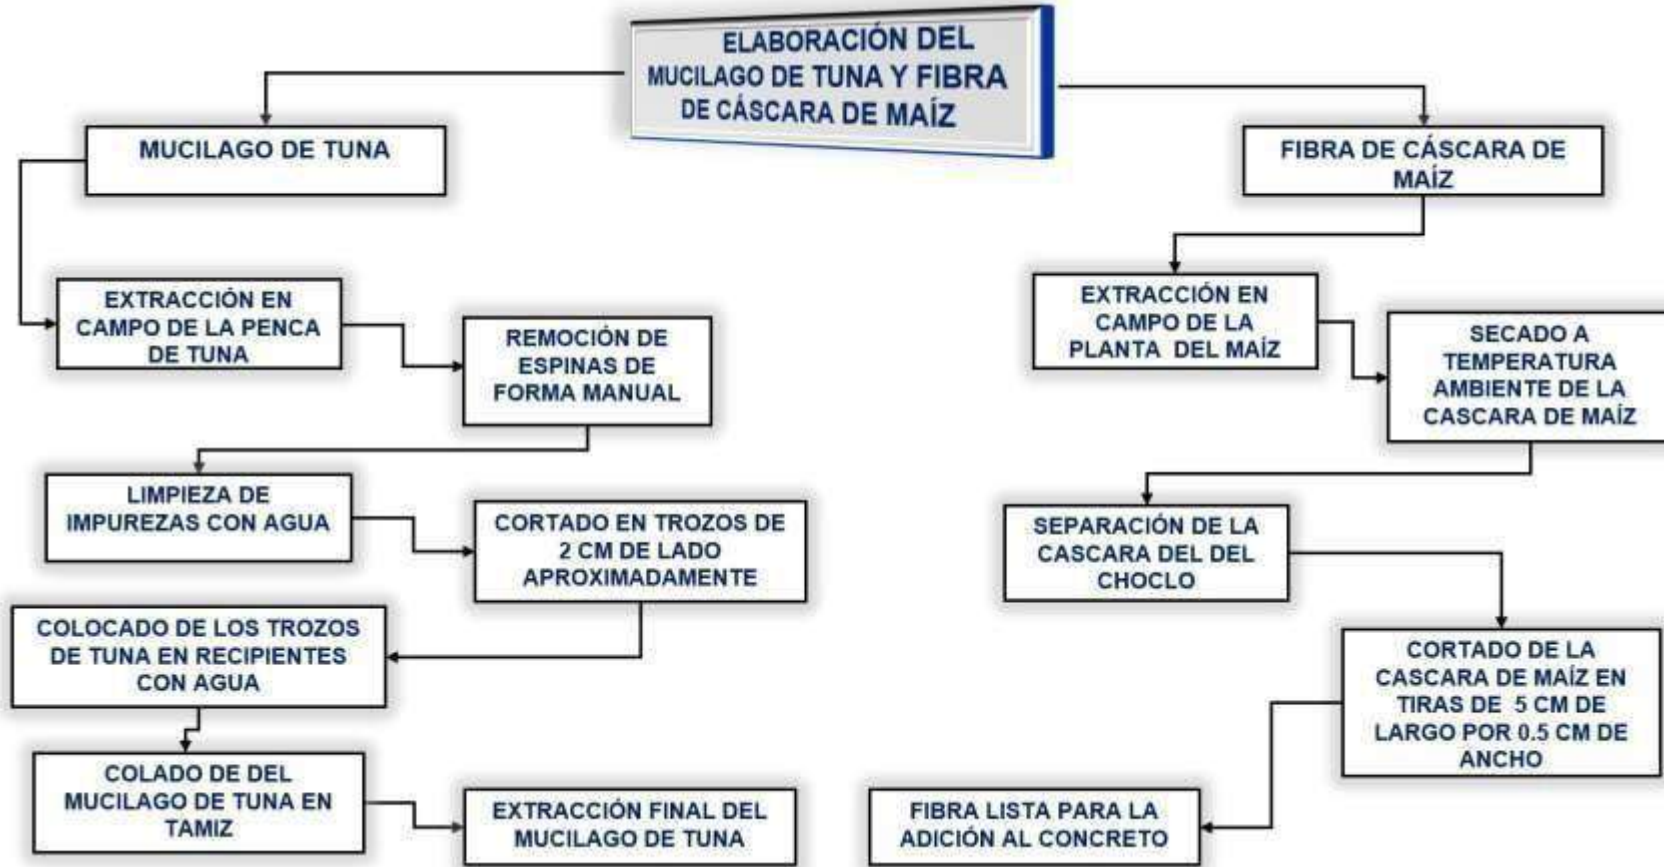 ELABORACIÓN DEL
MUCILAGO DE TUNA Y FIBRA
DE CÁSCARA DE MAÍZ
MUCILAGO DE TUNA
EXTRACCIÓN EN
CAMPO DE LA PENCA
DE TUNA
REMOCIÓN DE
ESPINAS DE
FORMA MANUAL
LIMPIEZA DE
IMPUREZAS CON AGUA
CORTADO EN TROZOS DE
2 CM DE LADO
APROXIMADAMENTE
COLOCADO DE LOS TROZOS
DE TUNA EN RECIPIENTES
CON AGUA
COLADO DE DEL
MUCILAGO DE TUNA EN
TAMIZ
EXTRACCIÓN FINAL DEL
MUCILAGO DE TUNA
FIBRA DE CÁSCARA DE
MAÍZ
EXTRACCIÓN EN
CAMPO DE LA
PLANTA DEL MAÍZ
SECADO A
TEMPERATURA
AMBIENTE DE LA
CASCARA DE MAÍZ
SEPARACIÓN DE LA
CASCARA DEL DEL
CHOCLO
CORTADO DE LA
CASCARA DE MAÍZ EN
TIRAS DE 5 CM DE
LARGO POR 0.5 CM DE
ANCHO
FIBRA LISTA PARA LA
ADICIÓN AL CONCRETO